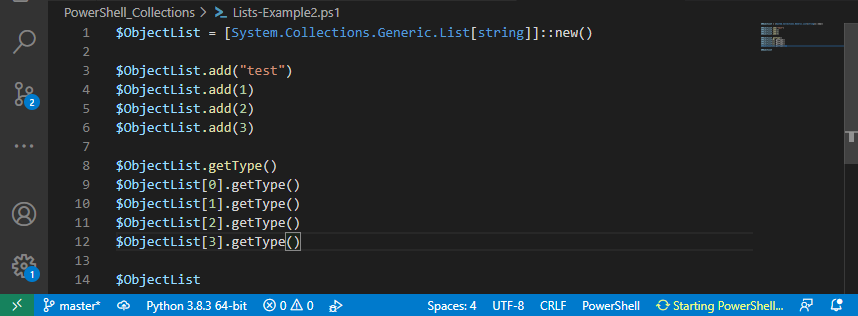 PowerShell_Collections > Lists-Example2.ps1
1 $ObjectList = [System.Collections.Generic.List[string]]::new()
2
3 $ObjectList.add("test")
4 $ObjectList.add(1)
5 $ObjectList.add(2)
6 $ObjectList.add(3)
7
8 $ObjectList.getType()
9 $ObjectList[0].getType()
10 $ObjectList[1].getType()
11 $ObjectList[2].getType()
12 $ObjectList[3].getType()
13
14 $ObjectList
2
1
master* Python 3.8.3 64-bit 0 0 Spaces: 4 UTF-8 CRLF PowerShell Starting PowerShell...